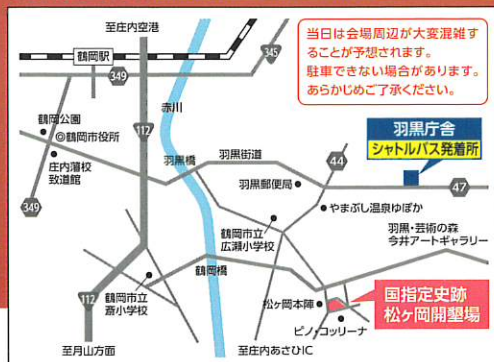 至庄内空港
鶴岡駅
349
345
当日は会場周辺が大変混雑す
ることが予想されます。
駐車できない場合があります。
あらかじめご了承ください。
赤川
鶴岡公園
◎鶴岡市役所
112
庄内藩校
致道館
羽黒橋
羽黒街道
44
羽黒庁舎
シャトルバス発着所
羽黒郵便局
47
やまぶし温泉ゆぽか
349
鶴岡市立
広瀬小学校
羽黒・芸術の森
今井アートギャラリー
鶴岡橋
鶴岡市立
斎小学校
112
松ヶ岡本陣
国指定史跡
松ヶ岡開墾場
ピノ・コッリーナ
至月山方面
至庄内あさひIC